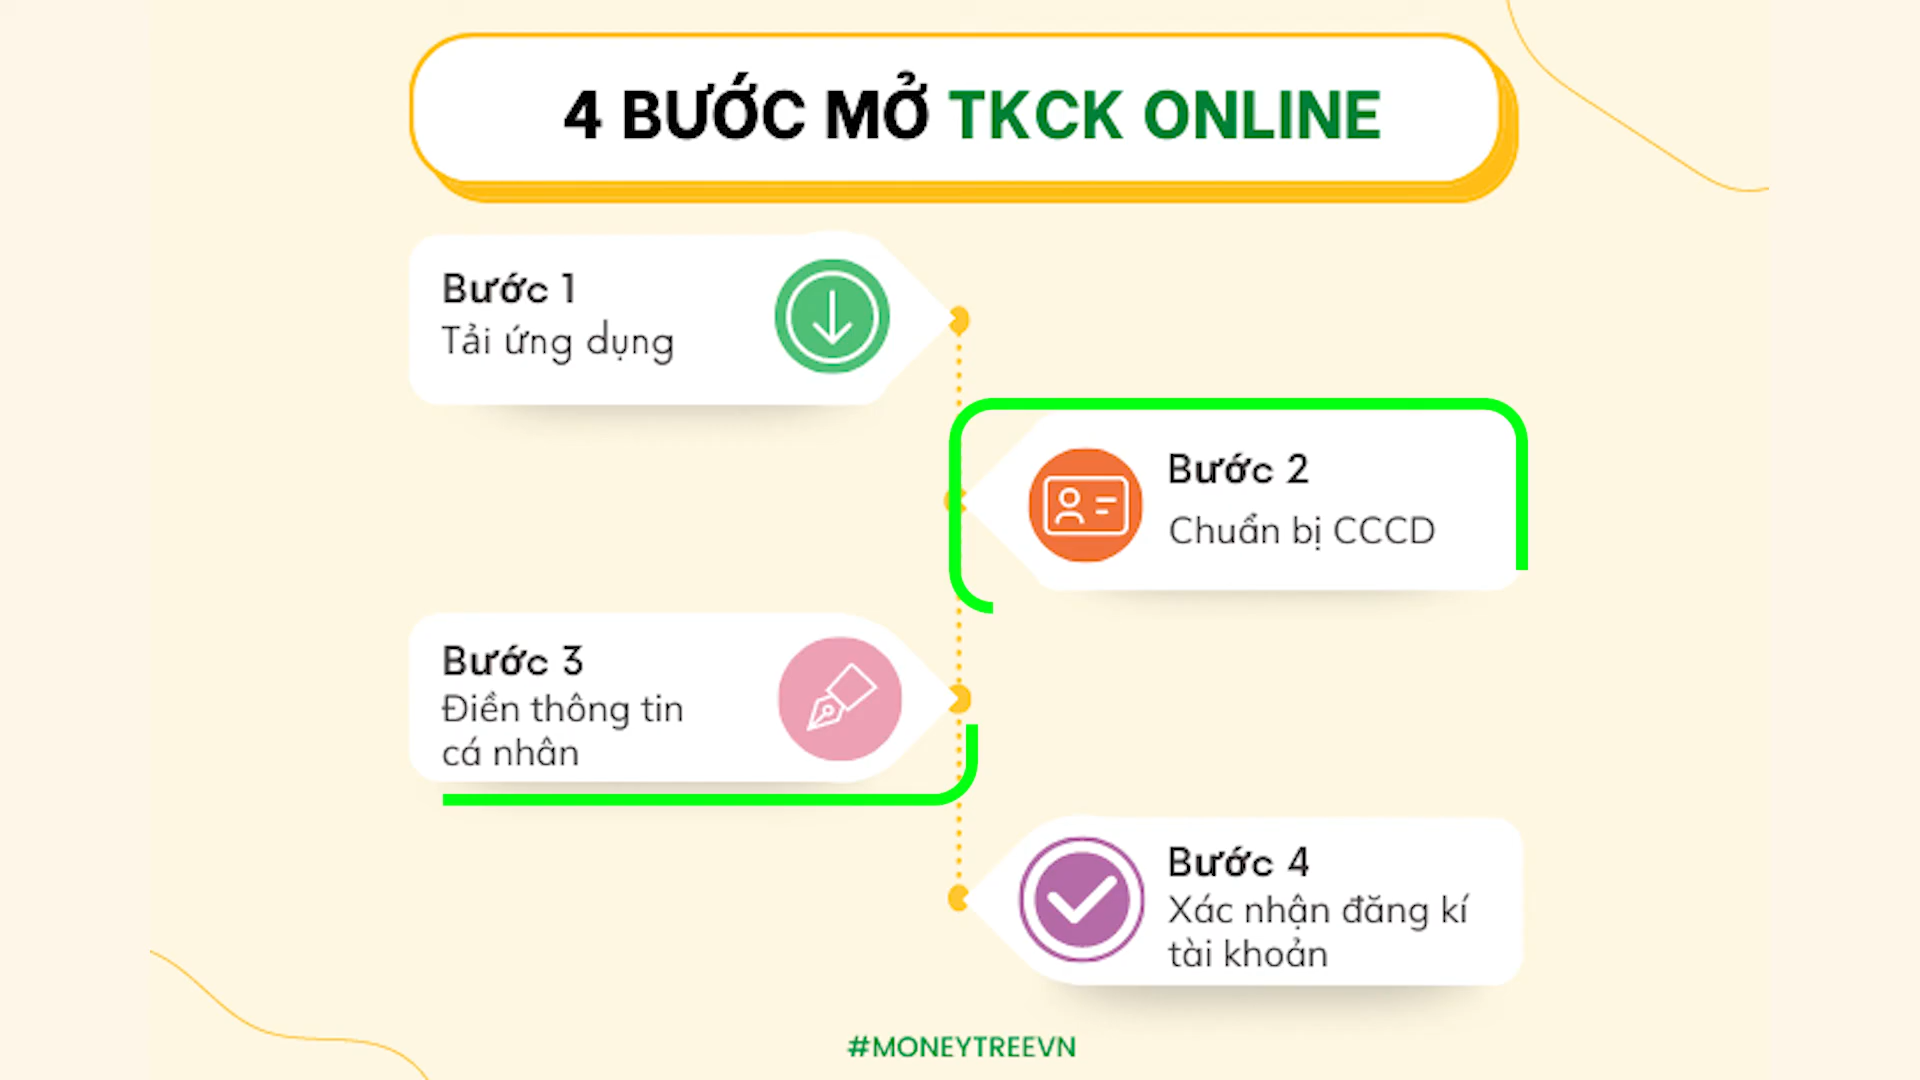 4 BƯỚC MỞ TKCK ONLINE
Bước 1
Tải ứng dụng
Bước 2
Chuẩn bị CCCD
Bước 3
Điền thông tin
cá nhân
Bước 4
Xác nhận đăng kí
tài khoản
#MONEYTREEVN